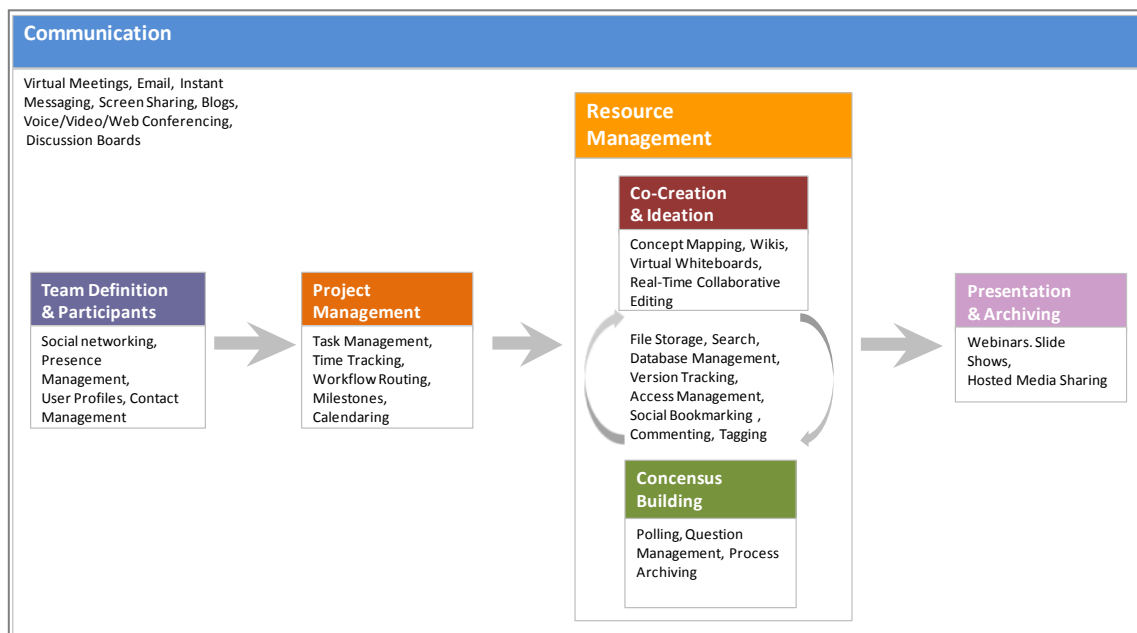 Communication
Virtual Meetings, Email, Instant
Messaging, Screen Sharing, Blogs,
Voice/Video/Web Conferencing,
Discussion Boards
Team Definition
& Participants
Social networking,
Presence
Management,
User Profiles, Contact
Management
Project
Management
Task Management,
Time Tracking,
Workflow Routing,
Milestones,
Calendaring
Resource
Management
Co-Creation
& Ideation
Concept Mapping, Wikis,
Virtual Whiteboards,
Real-Time Collaborative
Editing
File Storage, Search,
Database Management,
Version Tracking,
Access Management,
Social Bookmarking ,
Commenting, Tagging
Concensus
Building
Polling, Question
Management, Process
Archiving
Presentation
& Archiving
Webinars. Slide
Shows,
Hosted Media Sharing